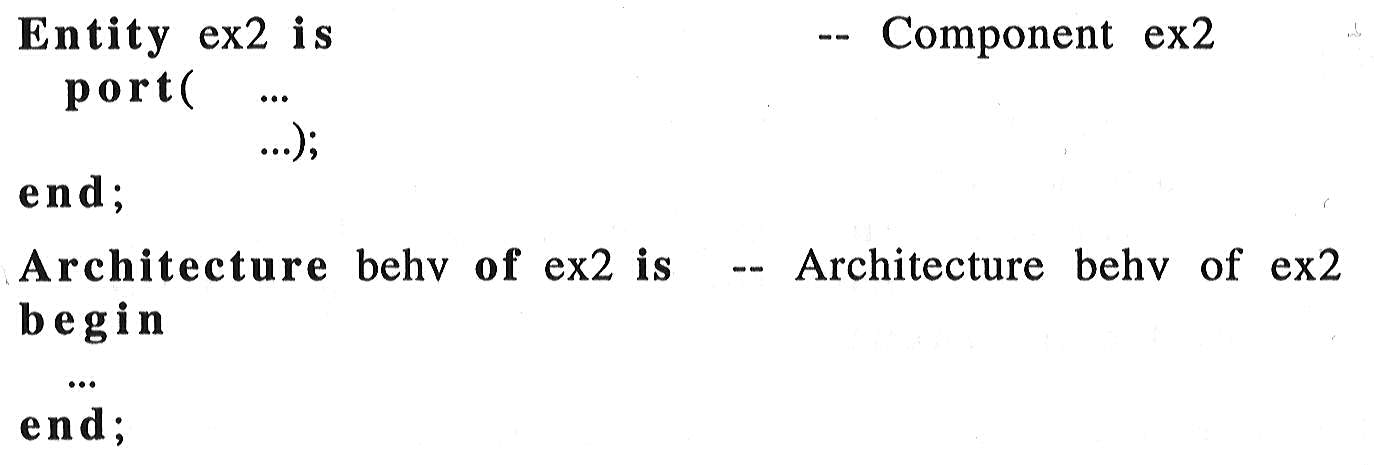 Entity ex2 is -- Component ex2
port( ...
...);
end;
Architecture behv of ex2 is -- Architecture behv of ex2
begin
...
end;